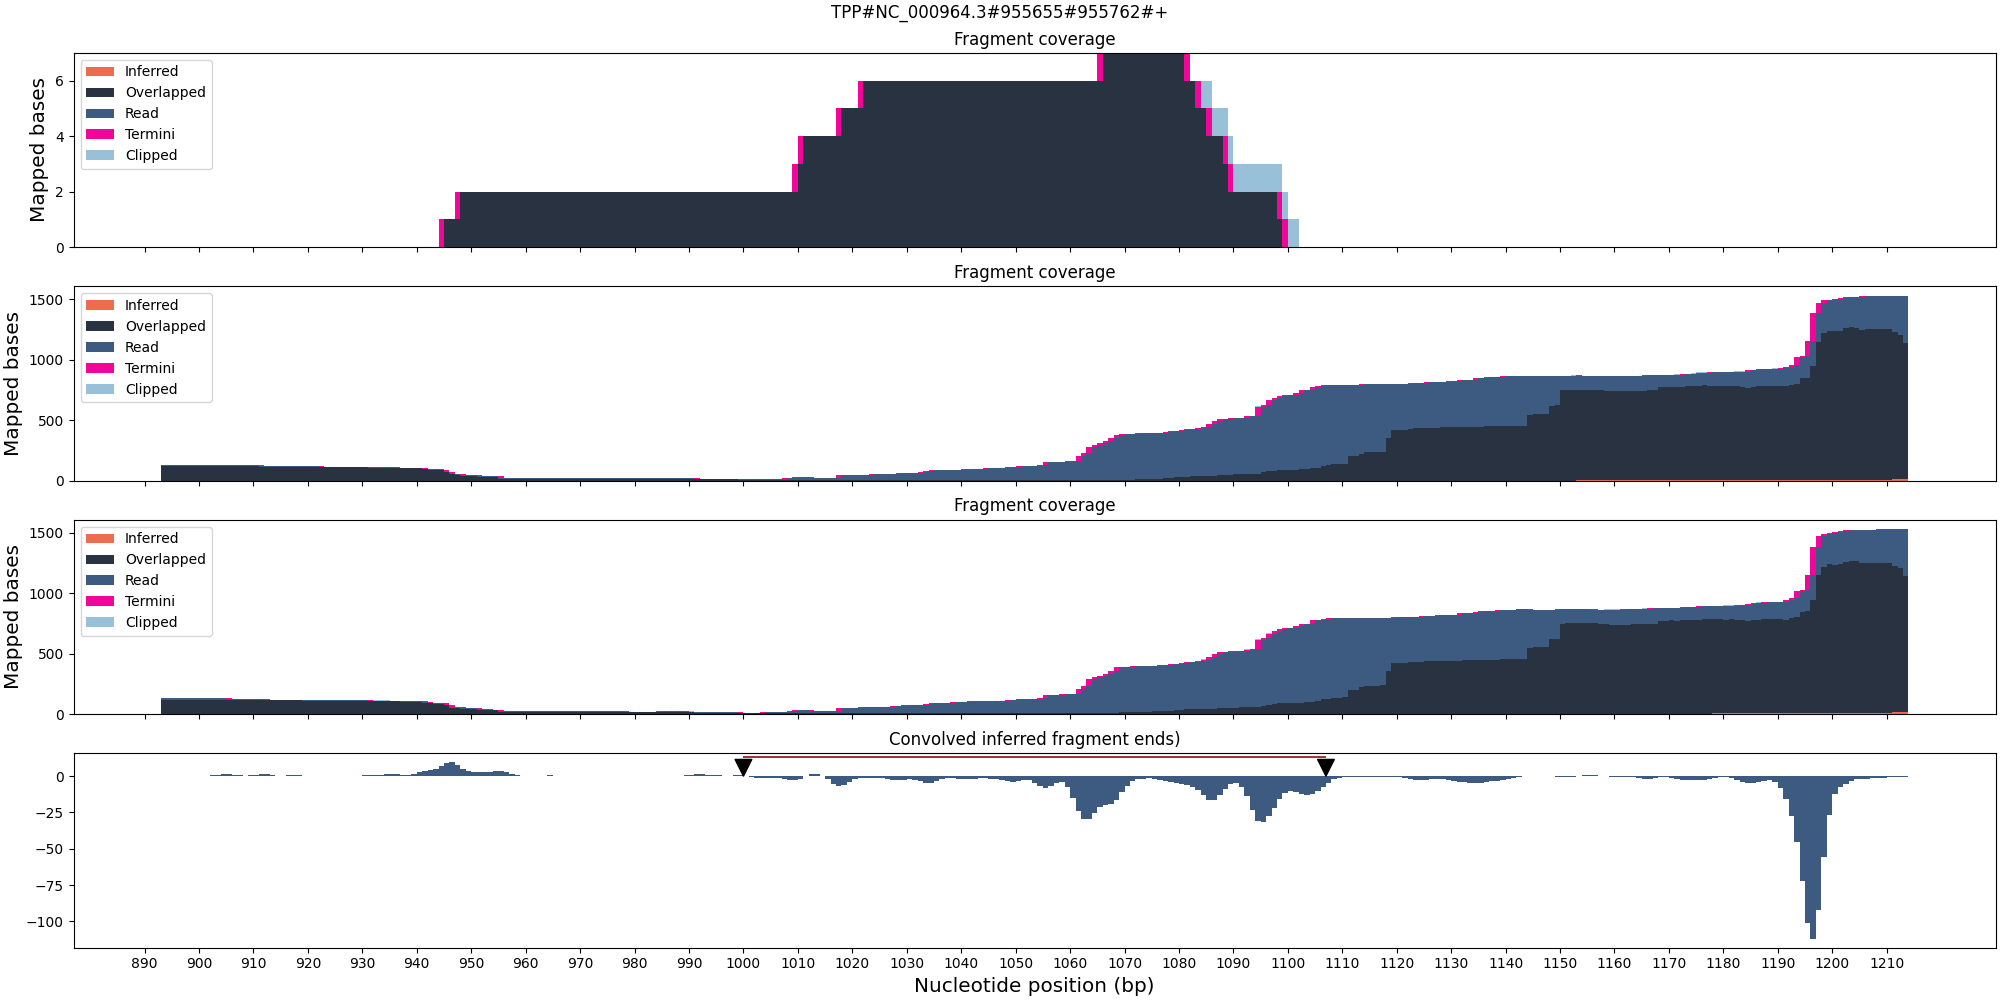 TPP#NC_000964.3#955655#955762#+
Fragment coverage
Mapped bases
6
4
2
0
Inferred
Overlapped
Read
Termini
Clipped
Fragment coverage
Mapped bases
1500
1000
500
0
Inferred
Overlapped
Read
Termini
Clipped
Fragment coverage
Mapped bases
1500
1000
500
0
Inferred
Overlapped
Read
Termini
Clipped
Convolved inferred fragment ends)
0
−25
−50
−75
−100
890 900 910 920 930 940 950 960 970 980 990 1000 1010 1020 1030 1040 1050 1060 1070 1080 1090 1100 1110 1120 1130 1140 1150 1160 1170 1180 1190 1200 1210
Nucleotide position (bp)